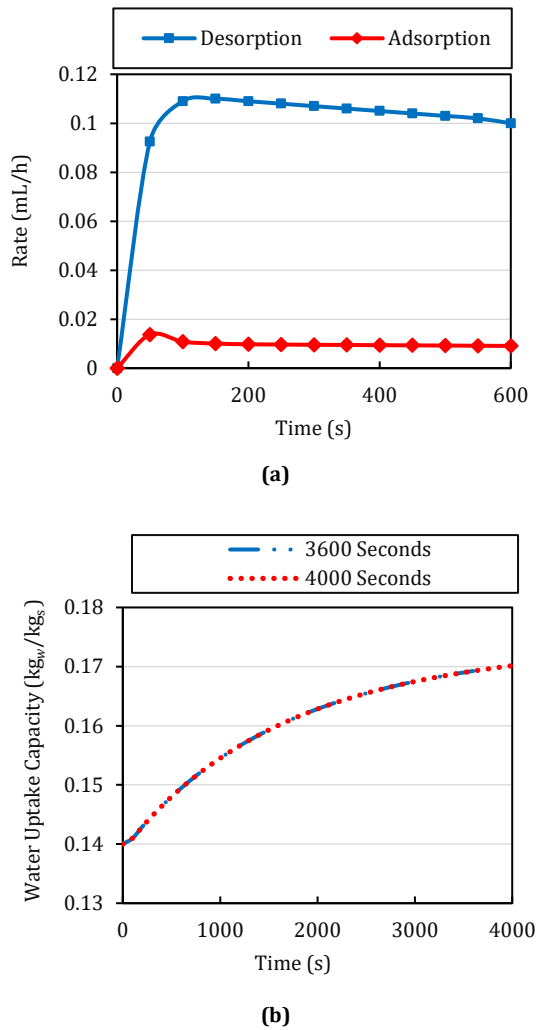 Desorption Adsorption
0.12
0.1
0.08
0.06
0.04
0.02
0
Rate (mL/h)
0 200 400 600
Time (s)
(a)
3600 Seconds
4000 Seconds
0.18
0.17
0.16
0.15
0.14
0.13
Water Uptake Capacity (kgw/kgs)
0 1000 2000 3000 4000
Time (s)
(b)